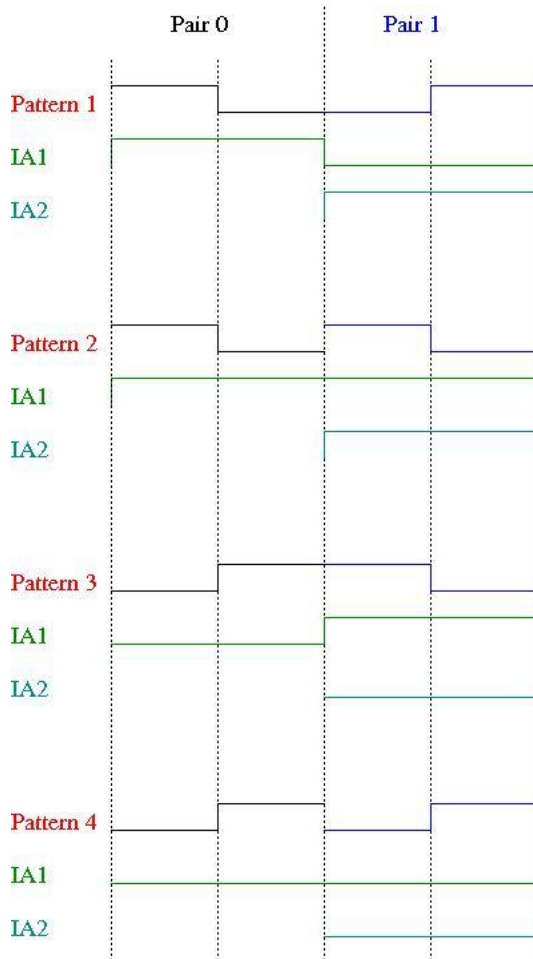 Pair 0 Pair 1
Pattern 1
IA1
IA2
Pattern 2
IA1
IA2
Pattern 3
IA1
IA2
Pattern 4
IA1
IA2